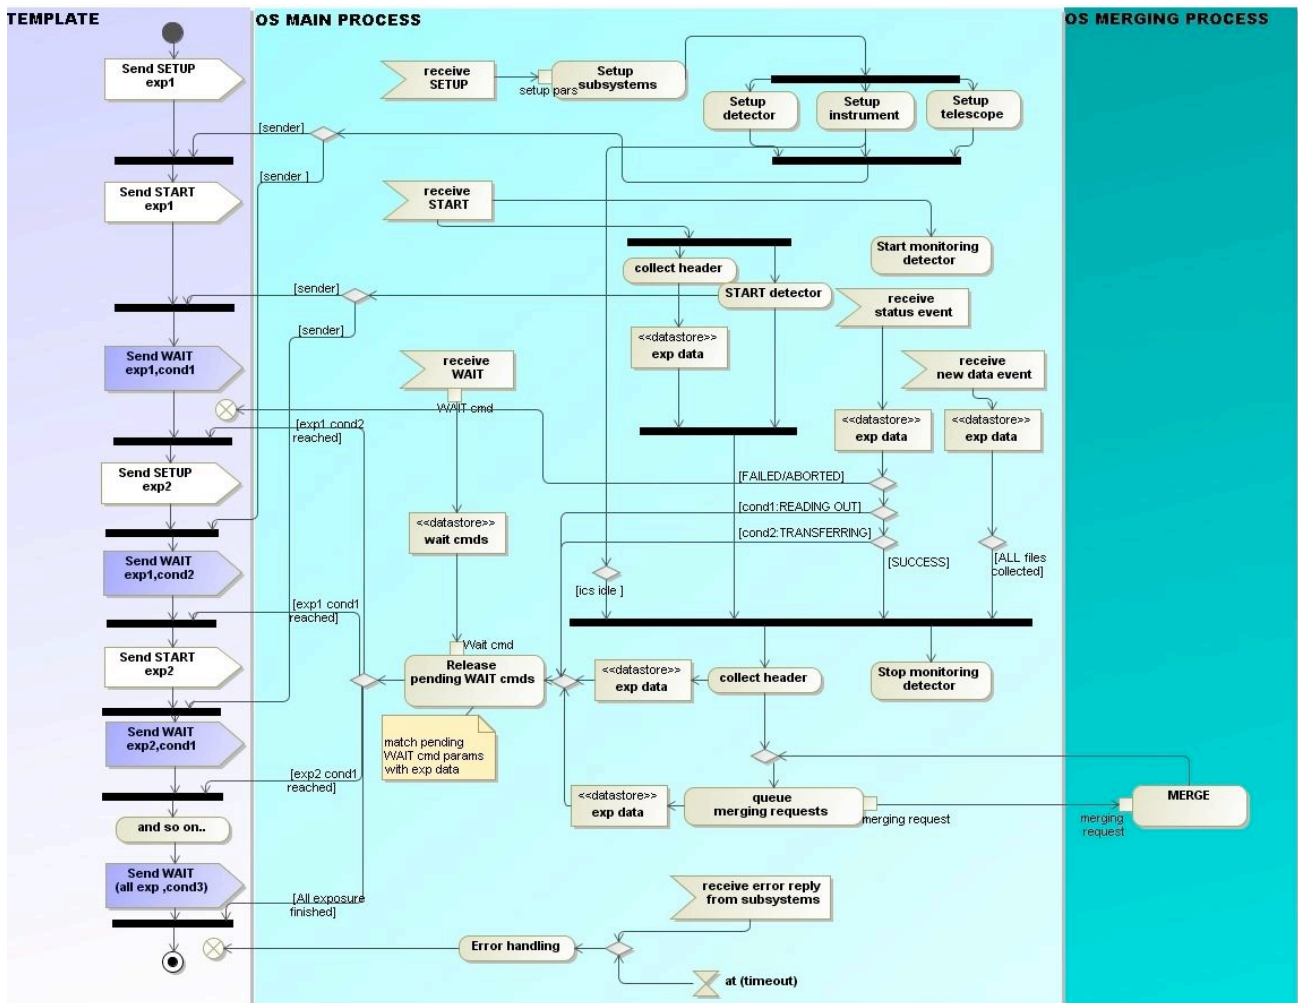 TEMPLATE
OS MAIN PROCESS
OS MERGING PROCESS
Send SETUP
exp1
[sender]
[sender ]
Send START
exp1
[sender]
[sender]
Send WAIT
exp1,cond1
[exp1 cond2
reached]
Send SETUP
exp2
Send WAIT
exp1,cond2
[exp1 cond1
reached]
Send START
exp2
Send WAIT
exp2,cond1
[exp2 cond1
reached]
and so on..
Send WAIT
(all exp ,cond3)
[All exposure
finished]
receive
SETUP
setup pars
Setup
subsystems
Setup
detector
Setup
instrument
Setup
telescope
receive
START
Start monitoring
detector
collect header
START detector
<<datastore>>
exp data
receive
status event
receive
new data event
<<datastore>>
exp data
<<datastore>>
exp data
receive
WAIT
WAIT cmd
[FAILED/ABORTED]
[cond1:READING OUT]
[cond2:TRANSFERRING]
[SUCCESS]
[ALL files
collected]
<<datastore>>
wait cmds
[ics idle ]
Wait cmd
Release
pending WAIT cmds
match pending
WAIT cmd params
with exp data
<<datastore>>
exp data
collect header
Stop monitoring
detector
<<datastore>>
exp data
queue
merging requests
merging request
merging
request
MERGE
receive error reply
from subsystems
Error handling
at (timeout)